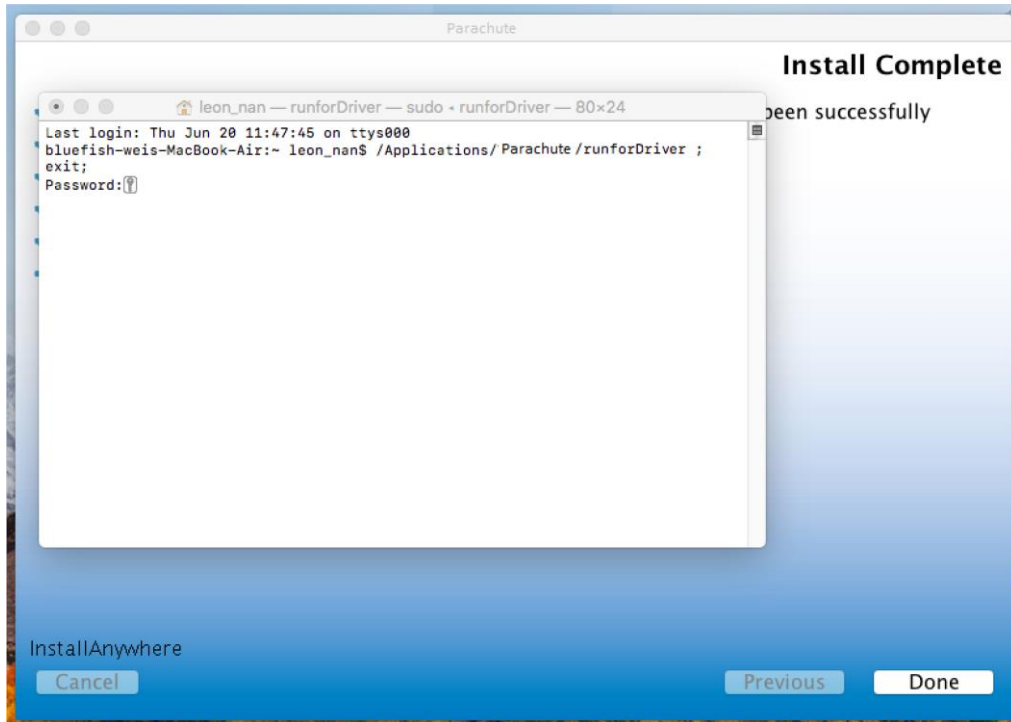 Parachute
Install Complete
leon_nan — runforDriver — sudo ◂ runforDriver — 80×24
been successfully
Last login: Thu Jun 20 11:47:45 on ttys000
bluefish-weis-MacBook-Air:~ leon_nan$ /Applications/ Parachute /runforDriver ;
exit;
Password:
InstallAnywhere
Cancel
Previous
Done